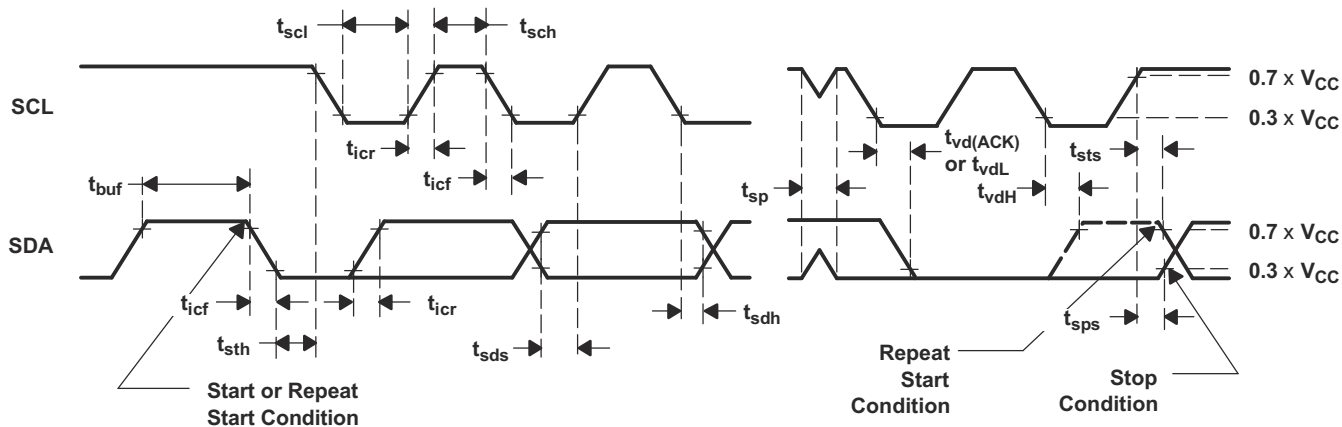 tscl
tsch
SCL
0.7 x VCC
0.3 x VCC
ticr
tvd(ACK)
or tvdL
tsts
tbuf
ticf
tsp
tvdH
SDA
0.7 x VCC
0.3 x VCC
ticf
ticr
tsdh
tsps
tsth
tsds
Repeat
Start
Condition
Stop
Condition
Start or Repeat
Start Condition